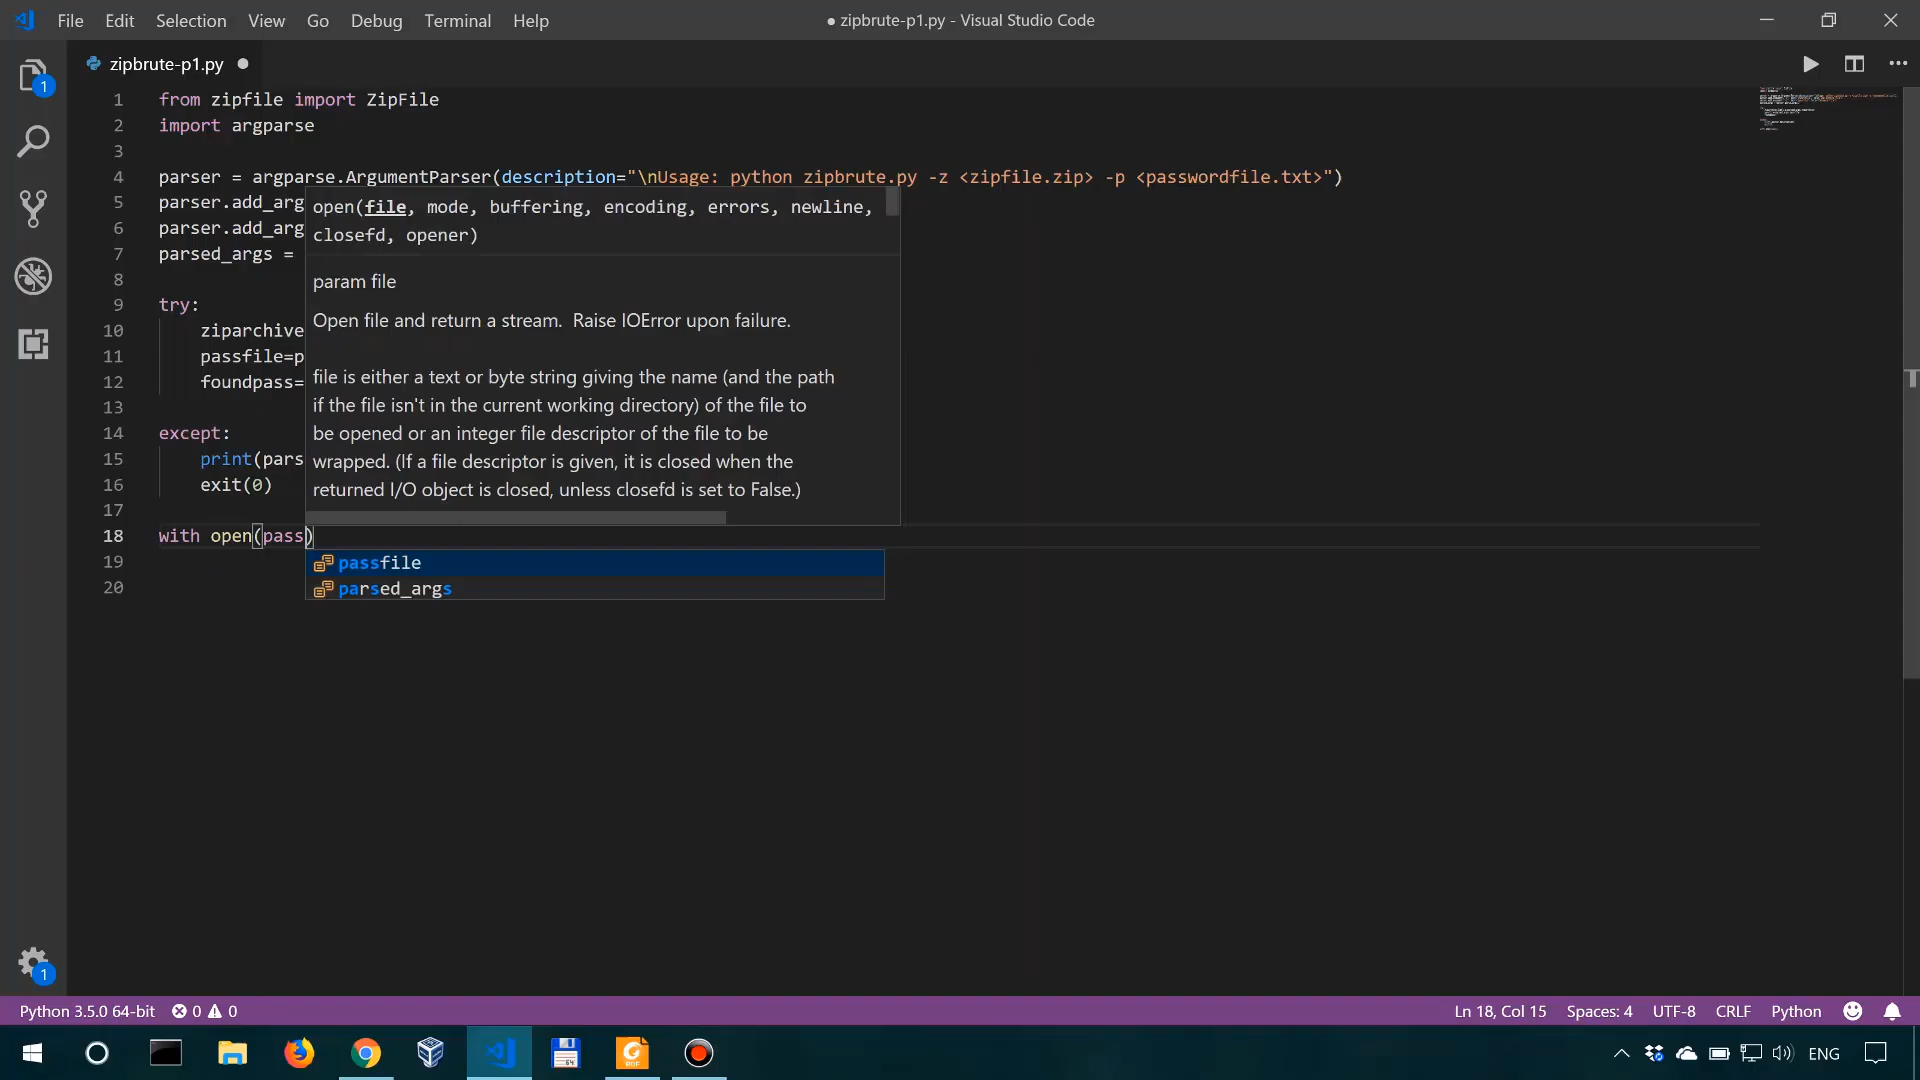 File Edit Selection View Go Debug Terminal Help
● zipbrute-p1.py - Visual Studio Code
zipbrute-p1.py
1 from zipfile import ZipFile
2 import argparse
3
4 parser = argparse.ArgumentParser(description="\nUsage: python zipbrute.py -z <zipfile.zip> -p <passwordfile.txt>")
5 parser.add_arg
6 parser.add_arg
7 parsed_args =
8
9 try:
10 ziparchive
11 passfile=p
12 foundpass=
13
14 except:
15 print(pars
16 exit(0)
17
18 with open(pass)
19
20
open(file, mode, buffering, encoding, errors, newline,
closefd, opener)
param file
Open file and return a stream. Raise IOError upon failure.
file is either a text or byte string giving the name (and the path
if the file isn't in the current working directory) of the file to
be opened or an integer file descriptor of the file to be
wrapped. (If a file descriptor is given, it is closed when the
returned I/O object is closed, unless closefd is set to False.)
passfile
parsed_args
1
1
Python 3.5.0 64-bit 0 0 Ln 18, Col 15 Spaces: 4 UTF-8 CRLF Python
64
PDF
ENG